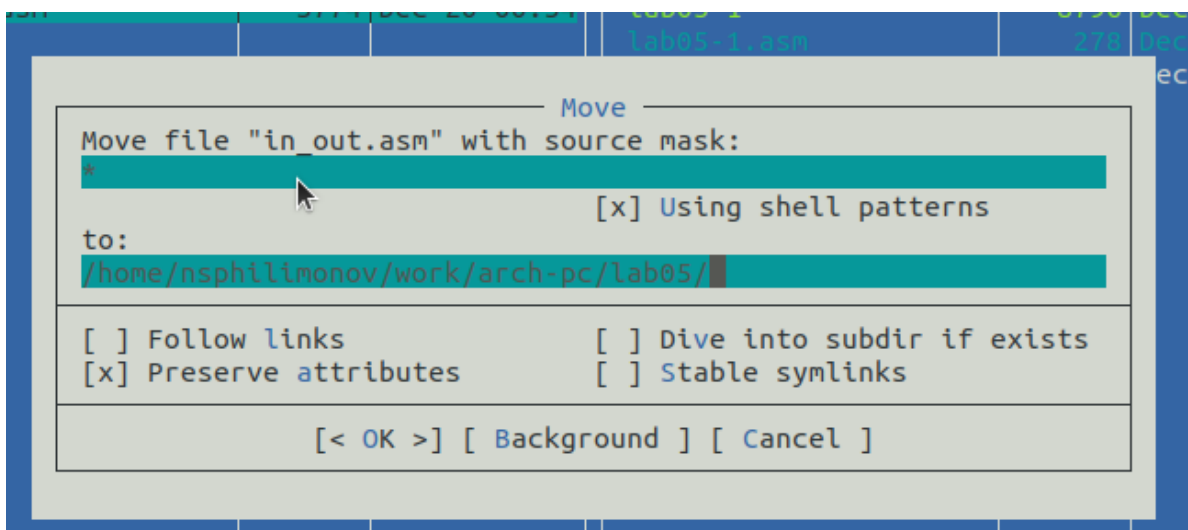 lab05-1
lab05-1.asm 278 Dec
ec
Move
Move file "in_out.asm" with source mask:
*
[x] Using shell patterns
to:
/home/nsphilimonov/work/arch-pc/lab05/
[ ] Follow links [ ] Dive into subdir if exists
[x] Preserve attributes [ ] Stable symlinks
[< OK >] [ Background ] [ Cancel ]